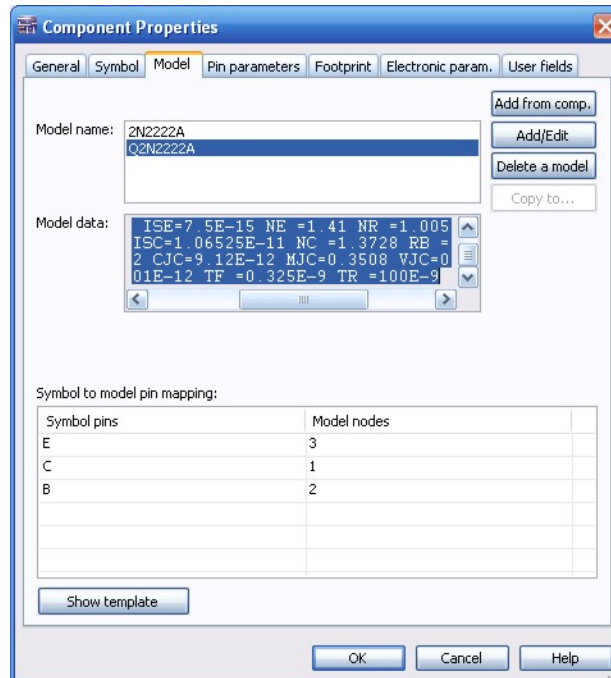 Component Properties
General Symbol Model Pin parameters Footprint Electronic param. User fields
Add from comp.
Model name:
2N2222A
Q2N2222A
Add/Edit
Delete a model
Copy to...
Model data:
ISE=7.5E-15 NE =1.41 NR =1.005
ISC=1.06525E-11 NC =1.3728 RB =
2 CJC=9.12E-12 MJC=0.3508 VJC=0
01E-12 TF =0.325E-9 TR =100E-9
Symbol to model pin mapping:
Symbol pins Model nodes
E 3
C 1
B 2
Show template
OK Cancel Help